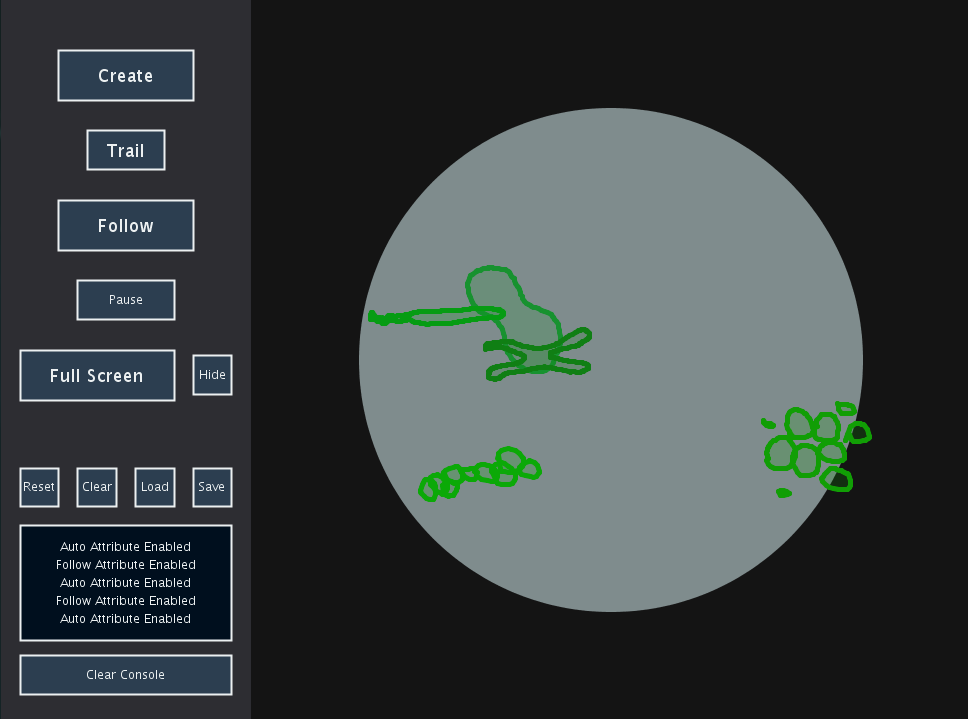 Create
Trail
Follow
Pause
Full Screen
Hide
Reset
Clear
Load
Save
Auto Attribute Enabled
Follow Attribute Enabled
Auto Attribute Enabled
Follow Attribute Enabled
Auto Attribute Enabled
Clear Console